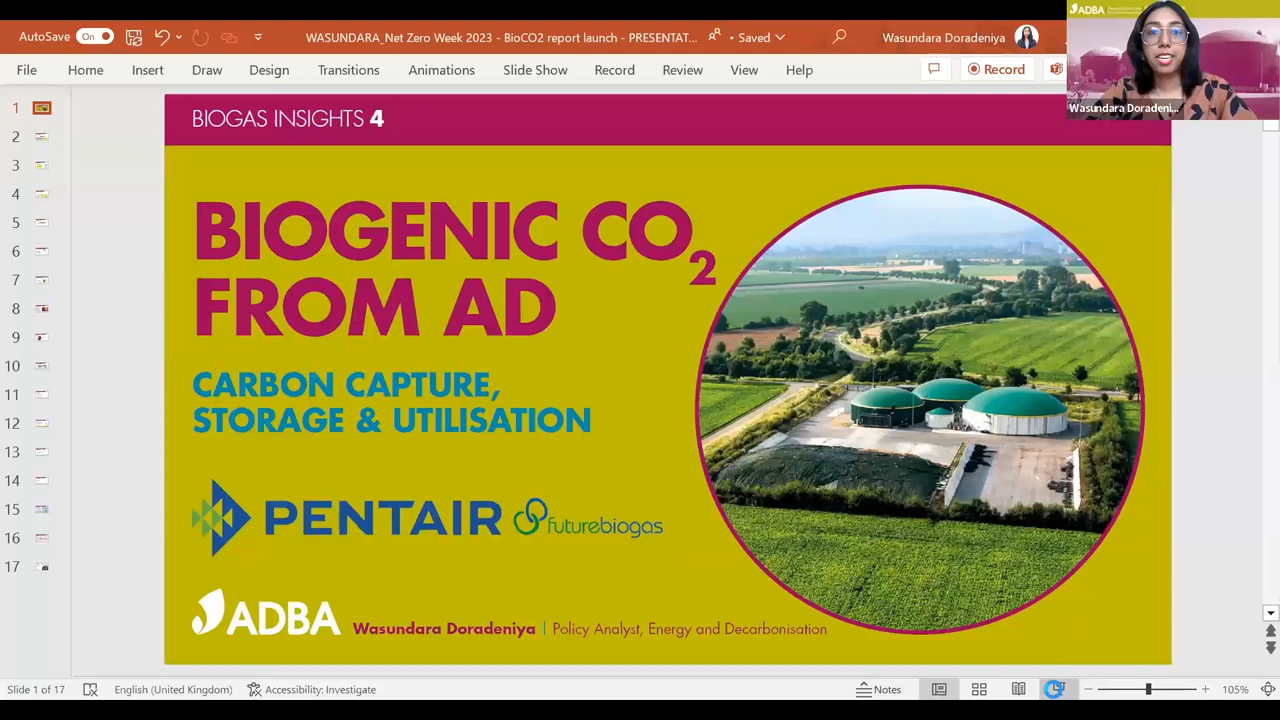 AutoSave On WASUNDARA_Net Zero Week 2023 - BioCO2 report launch - PRESENTAT... • Saved Wasundara Doradeniya
ADBA
File Home Insert Draw Design Transitions Animations Slide Show Record Review View Help Record
Wasundara Doradeni...
1
2
3
4
5
6
7
8
9
10
11
12
13
14
15
16
17
BIOGAS INSIGHTS 4
BIOGENIC CO2
FROM AD
CARBON CAPTURE,
STORAGE & UTILISATION
PENTAIR futurebiogas
ADBA Wasundara Doradeniya | Policy Analyst, Energy and Decarbonisation
Slide 1 of 17 English (United Kingdom) Accessibility: Investigate Notes 105%